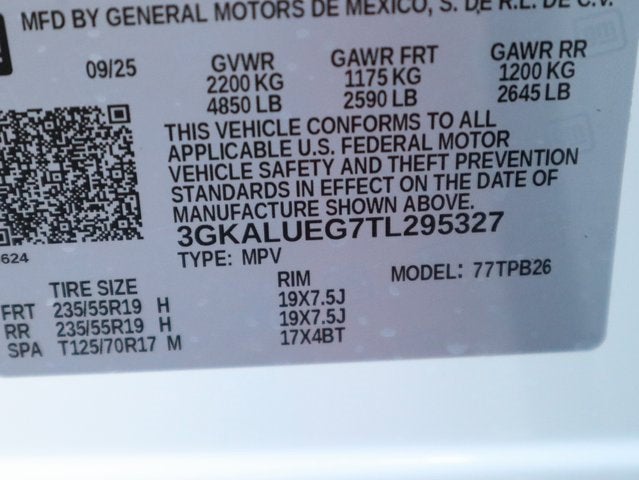 MFD BY GENERAL MOTORS DE MEXICO, S. DE R.L. DE C.V.
09/25 GVWR GAWR FRT GAWR RR
2200 KG 1175 KG 1200 KG
4850 LB 2590 LB 2645 LB
THIS VEHICLE CONFORMS TO ALL
APPLICABLE U.S. FEDERAL MOTOR
VEHICLE SAFETY AND THEFT PREVENTION
STANDARDS IN EFFECT ON THE DATE OF
MANUFACTURE SHOWN ABOVE.
3GKALUEG7TL295327
624
TYPE: MPV MODEL: 77TPB26
TIRE SIZE RIM
FRT 235/55R19 H 19X7.5J
RR 235/55R19 H 19X7.5J
SPA T125/70R17 M 17X4BT